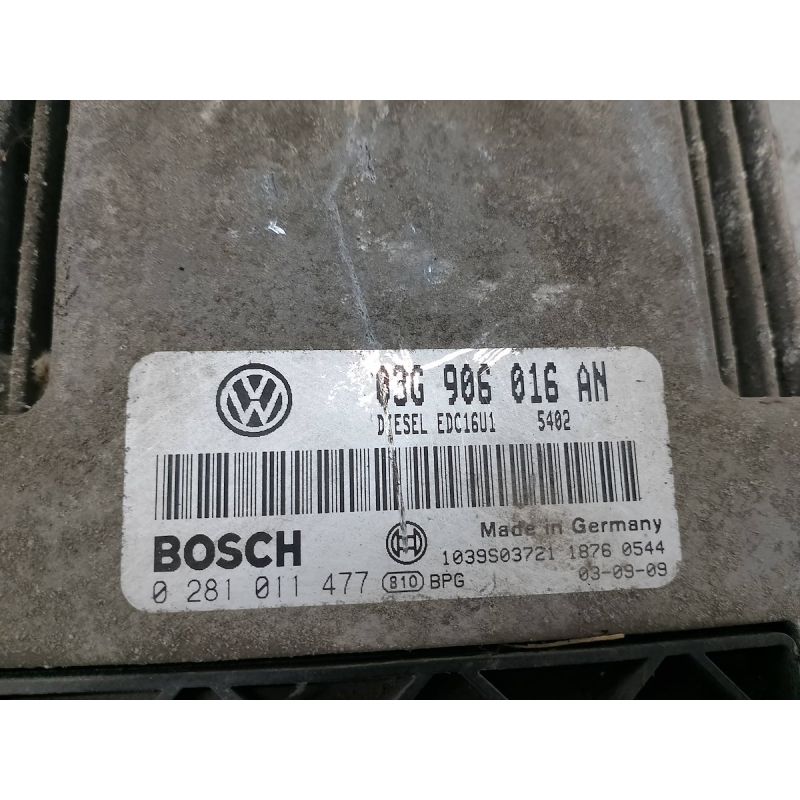 03G 906 016 AN
DIESEL EDC16U1 5402
BOSCH
Made in Germany
1039S03721 1876 0544
0 281 011 477 810 BPG 03-09-09